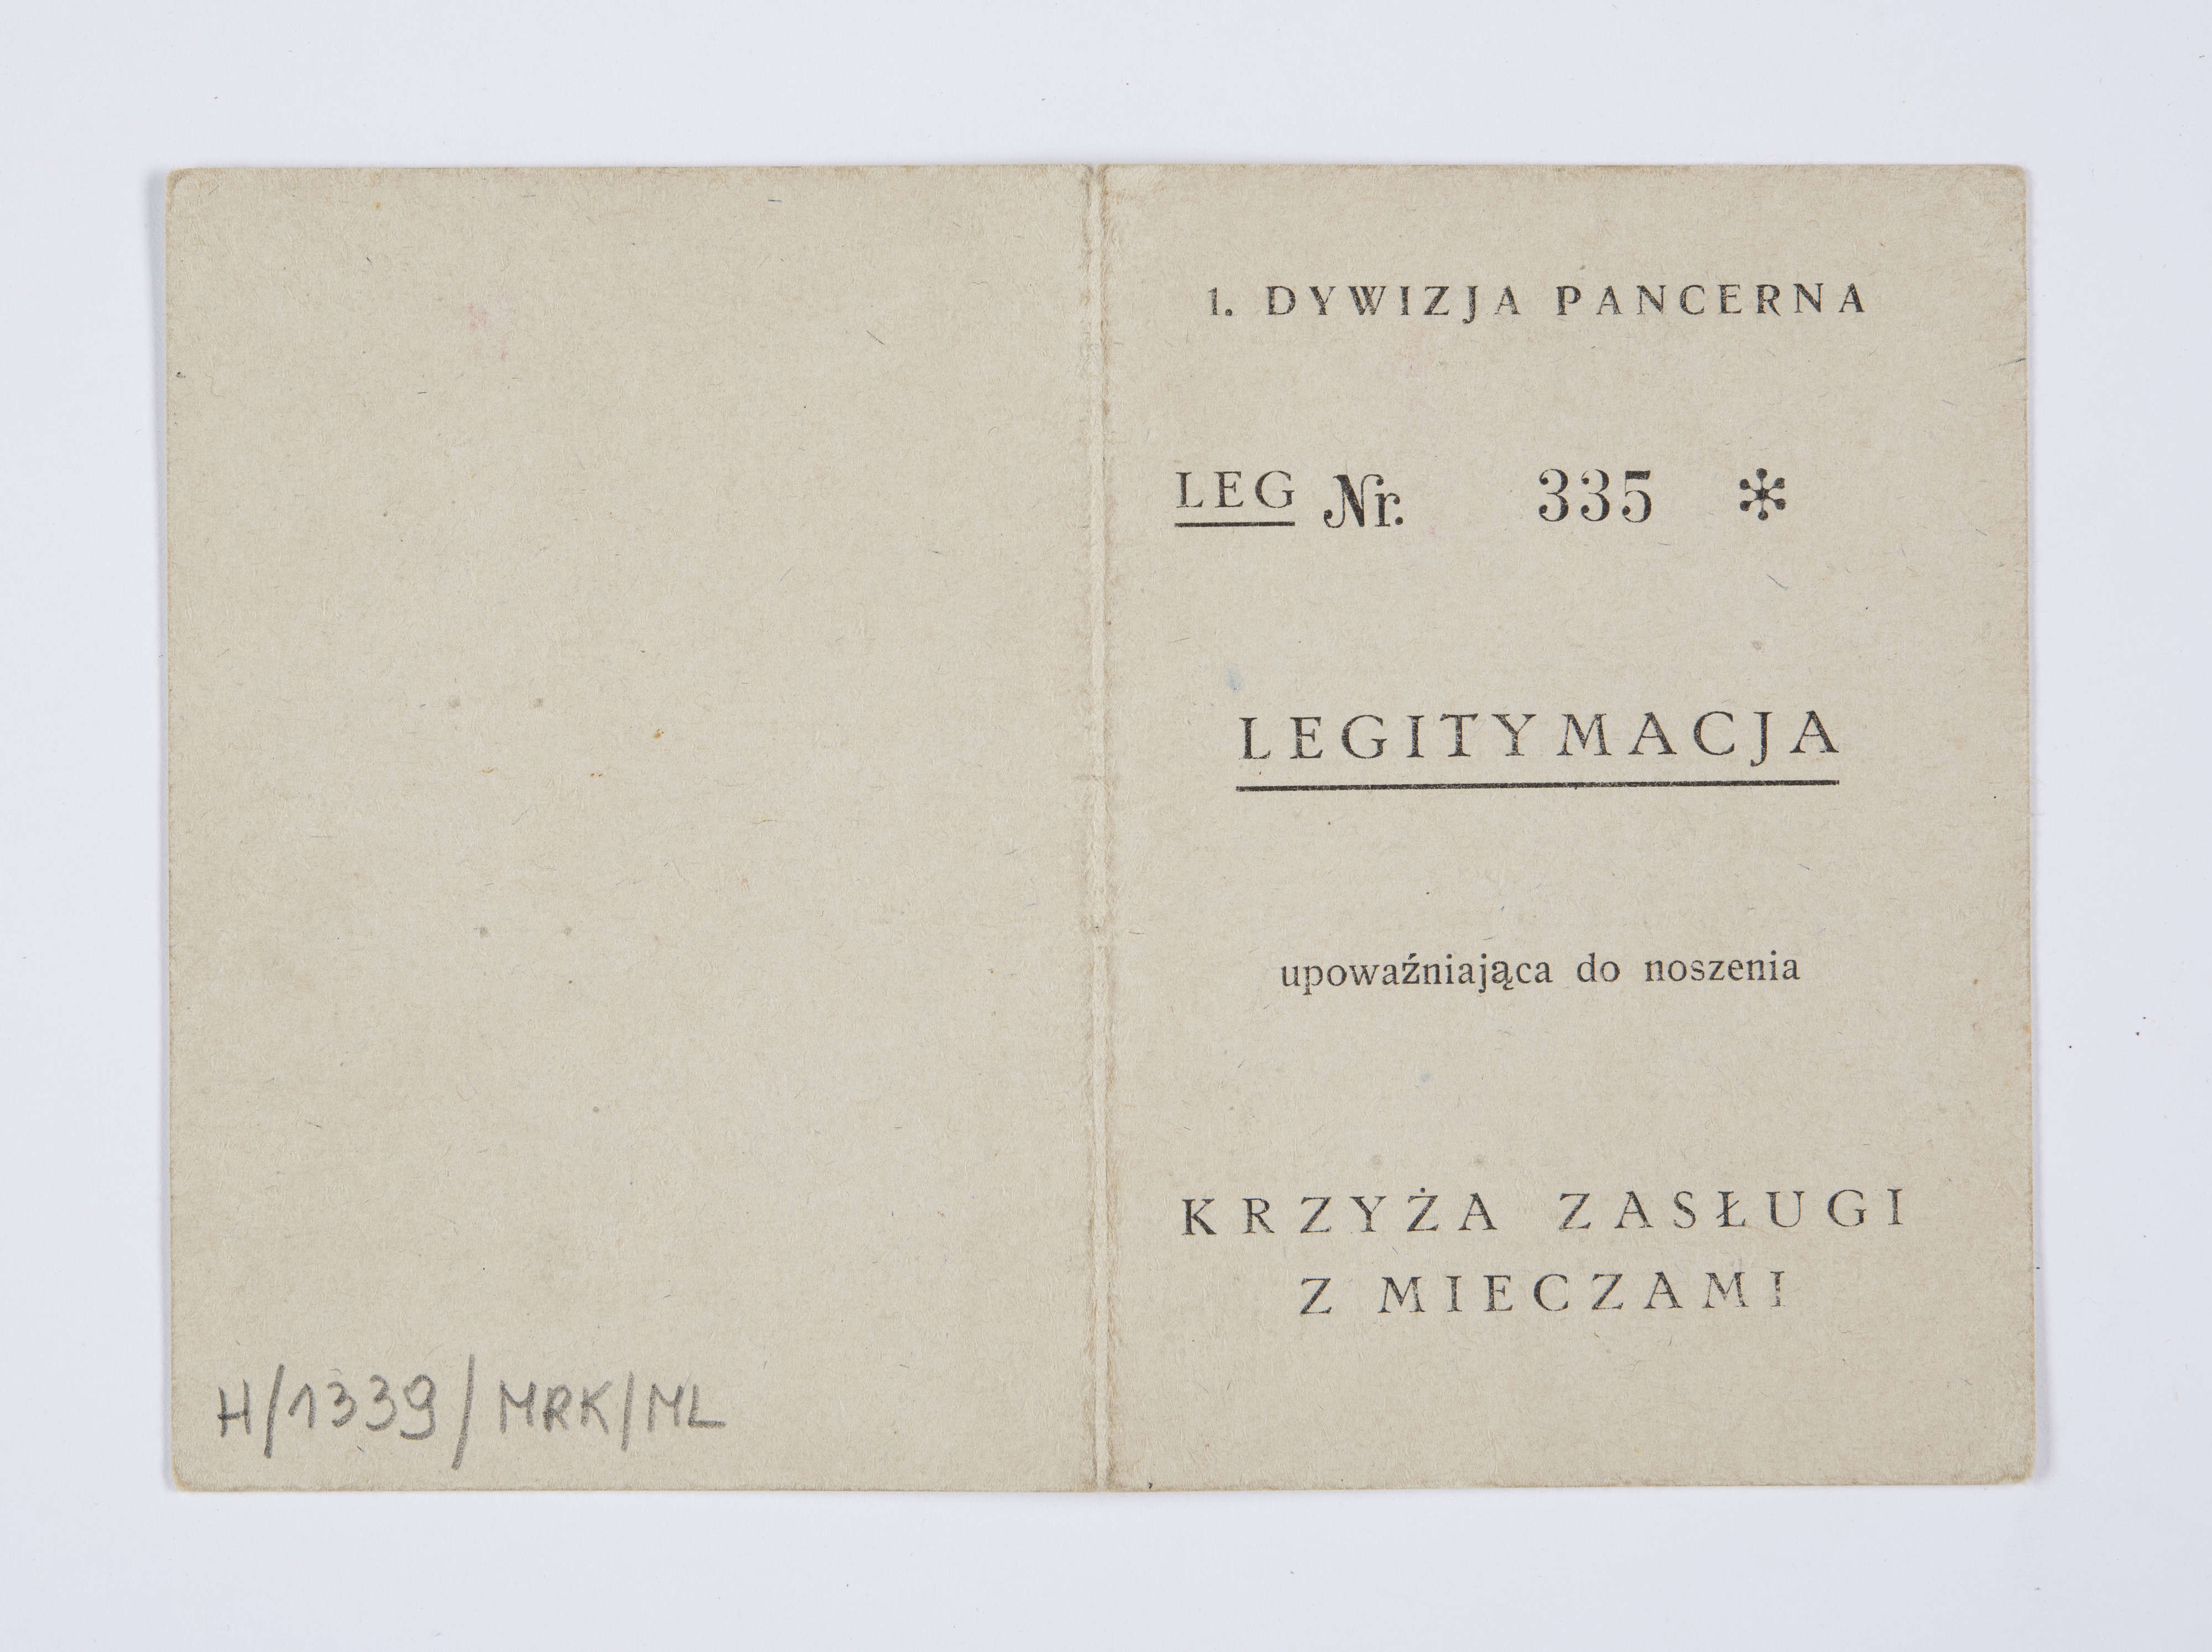 1. DYWIZJA PANCERNA
LEG Nr. 335 *
LEGITYMACJA
upoważniająca do noszenia
KRZYŻA ZASŁUGI
Z MIECZAMI
H/1339/MRK/ML